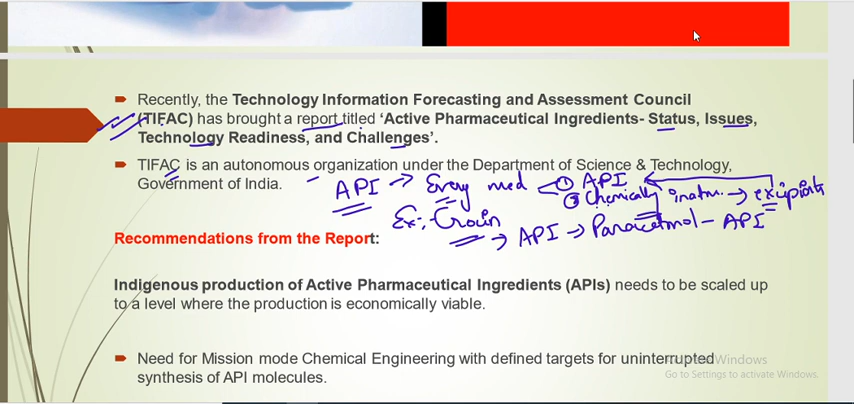 Recently, the Technology Information Forecasting and Assessment Council
(TIFAC) has brought a report titled 'Active Pharmaceutical Ingredients- Status, Issues,
Technology Readiness, and Challenges'.
TIFAC is an autonomous organization under the Department of Science & Technology,
Government of India.
API → Every med
① API
② Chemically → excipients
Ex:- Crocin
→ API → Paracetmol - API
Recommendations from the Report:
Indigenous production of Active Pharmaceutical Ingredients (APIs) needs to be scaled up
to a level where the production is economically viable.
Need for Mission mode Chemical Engineering with defined targets for uninterrupted
synthesis of API molecules.
Activate Windows
Go to Settings to activate Windows.